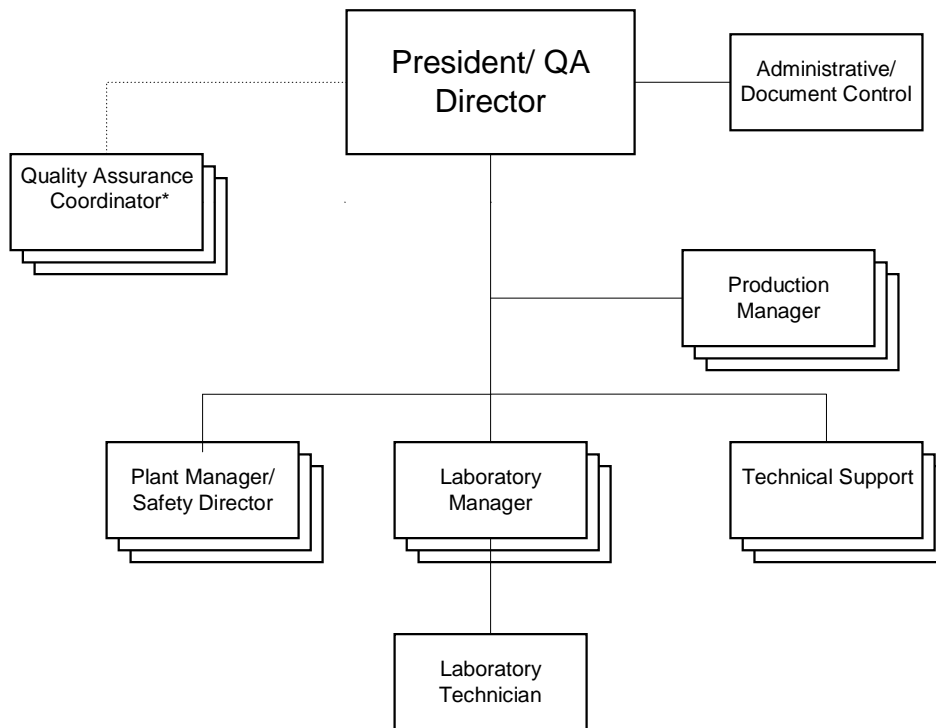 President/ QA
Director
Administrative/
Document Control
Quality Assurance
Coordinator*
Production
Manager
Plant Manager/
Safety Director
Laboratory
Manager
Technical Support
Laboratory
Technician